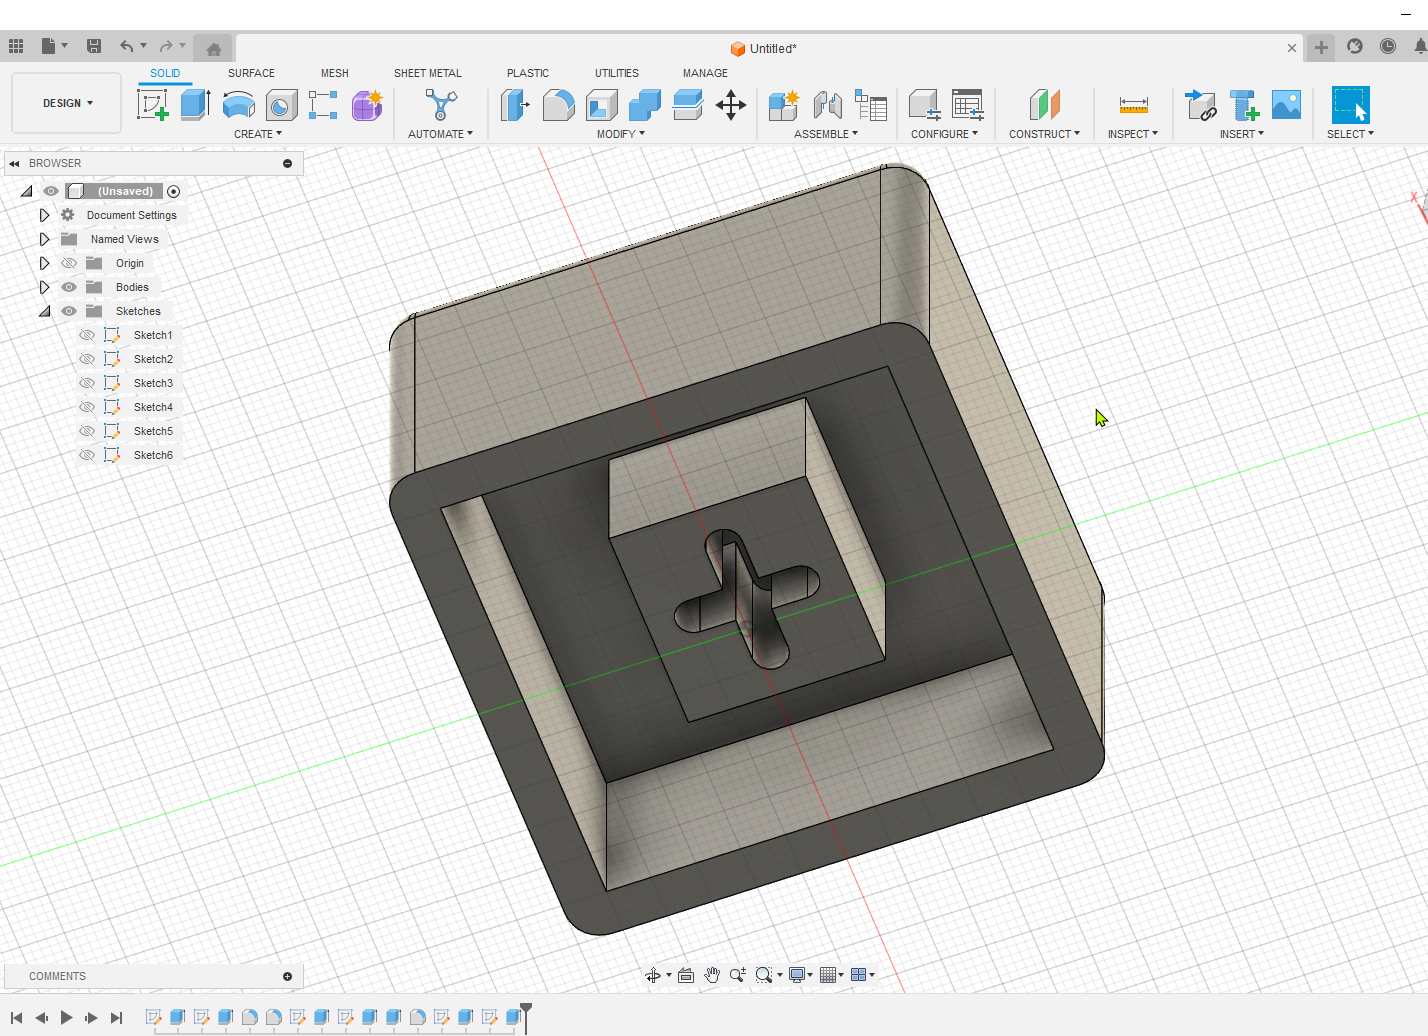 Untitled*
SOLID SURFACE MESH SHEET METAL PLASTIC UTILITIES MANAGE
DESIGN
CREATE AUTOMATE MODIFY ASSEMBLE CONFIGURE CONSTRUCT INSPECT INSERT SELECT
BROWSER
(Unsaved)
Document Settings
Named Views
Origin
Bodies
Sketches
Sketch1
Sketch2
Sketch3
Sketch4
Sketch5
Sketch6
X
COMMENTS